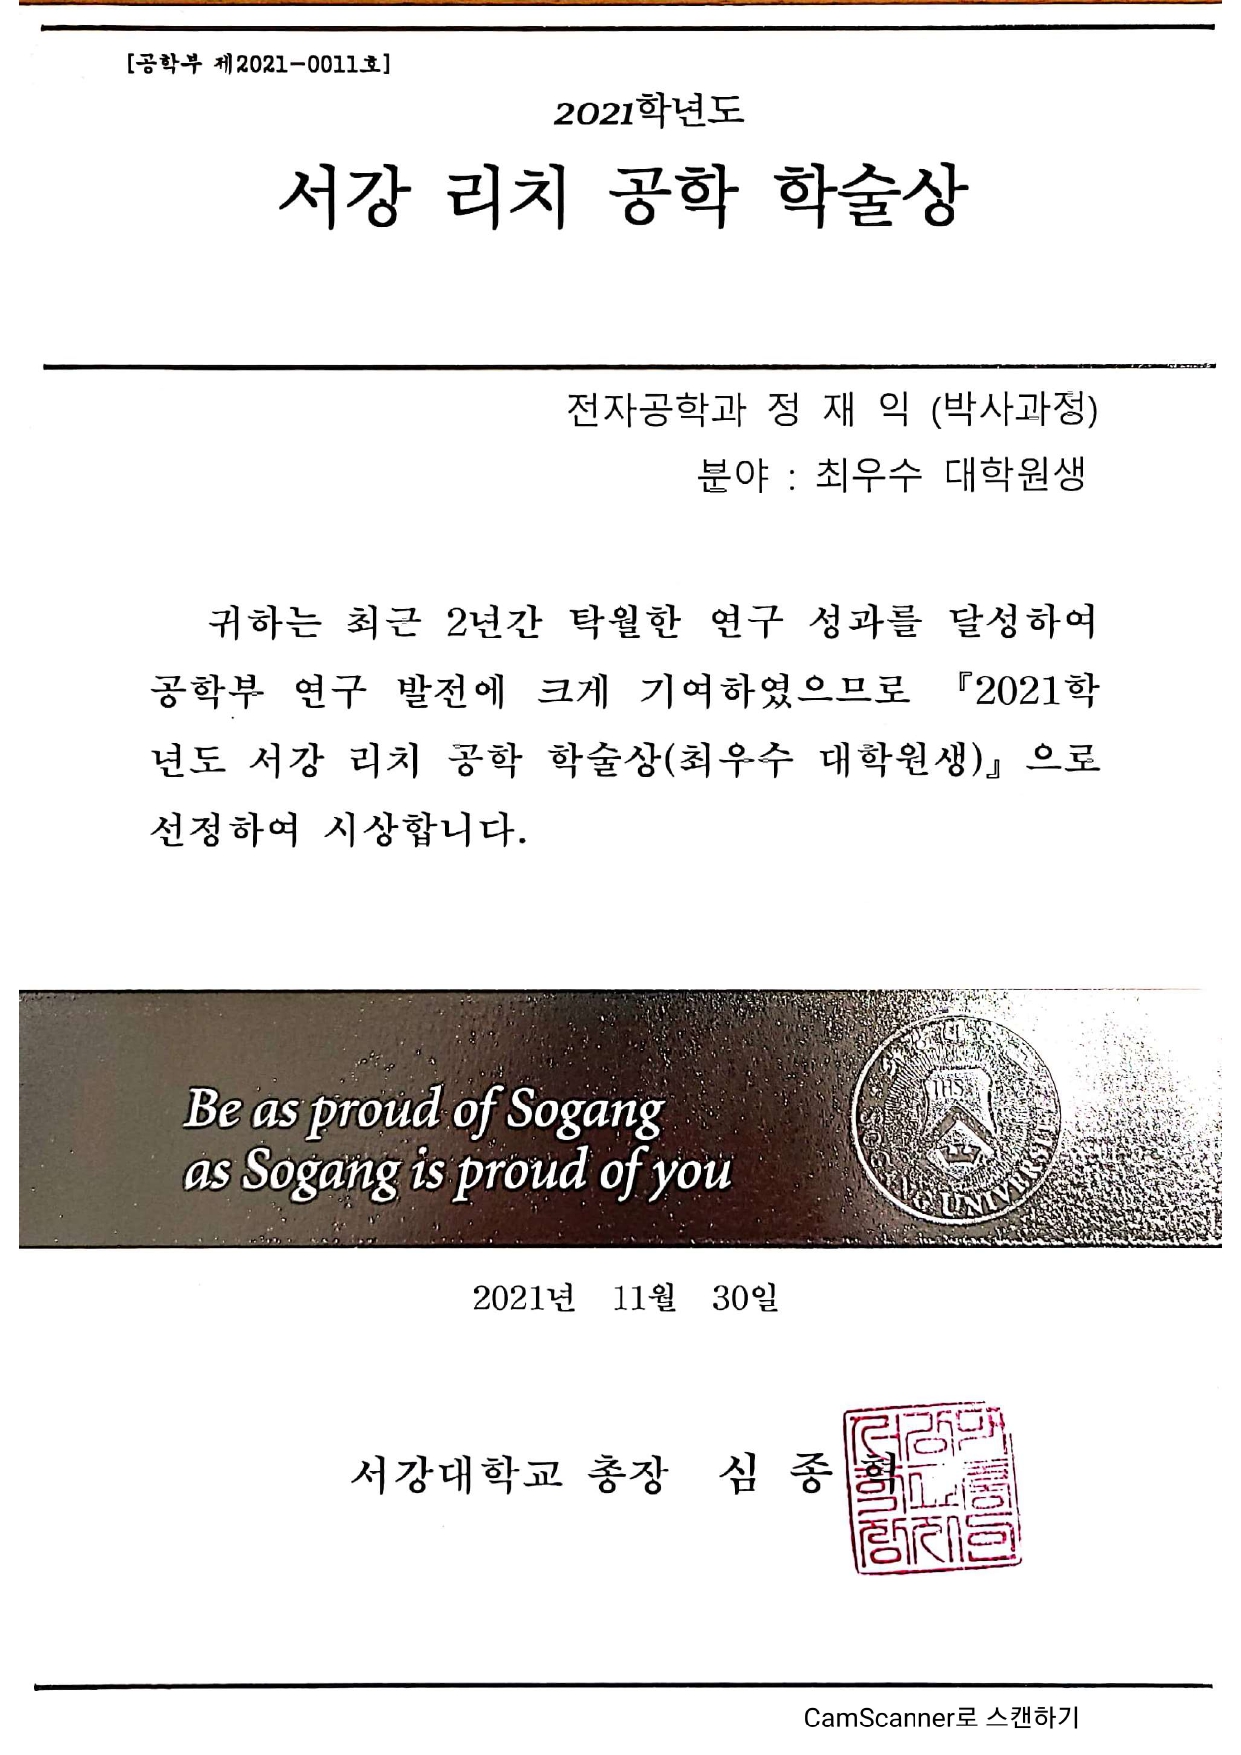 [공학부 제2021-0011호]
2021학년도
서강 리치 공학 학술상
전자공학과 정 재 익 (박사과정)
분야 : 최우수 대학원생
귀하는 최근 2년간 탁월한 연구 성과를 달성하여
공학부 연구 발전에 크게 기여하였으므로 『2021학
년도 서강 리치 공학 학술상(최우수 대학원생)』으로
선정하여 시상합니다.
Be as proud of Sogang
as Sogang is proud of you
IHS
UNIVERSITY
2021년 11월 30일
서강대학교 총장 심 종 혁
CamScanner로 스캔하기